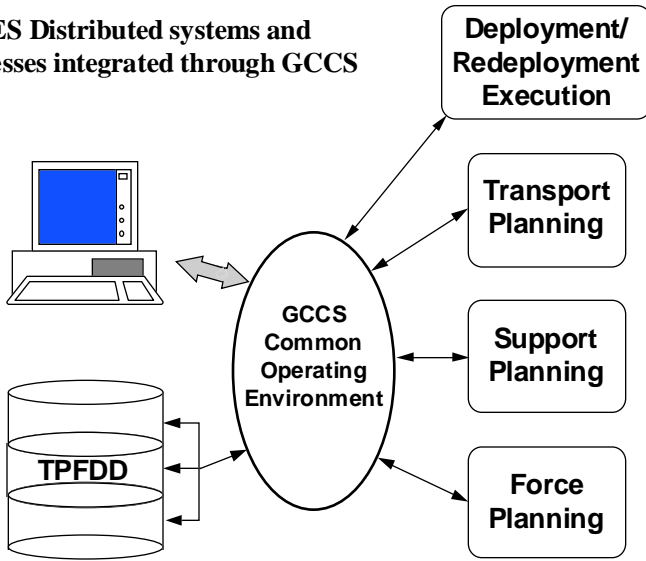 ES Distributed systems and
esses integrated through GCCS
Deployment/
Redeployment
Execution
Transport
Planning
GCCS
Common
Operating
Environment
Support
Planning
TPFDD
Force
Planning